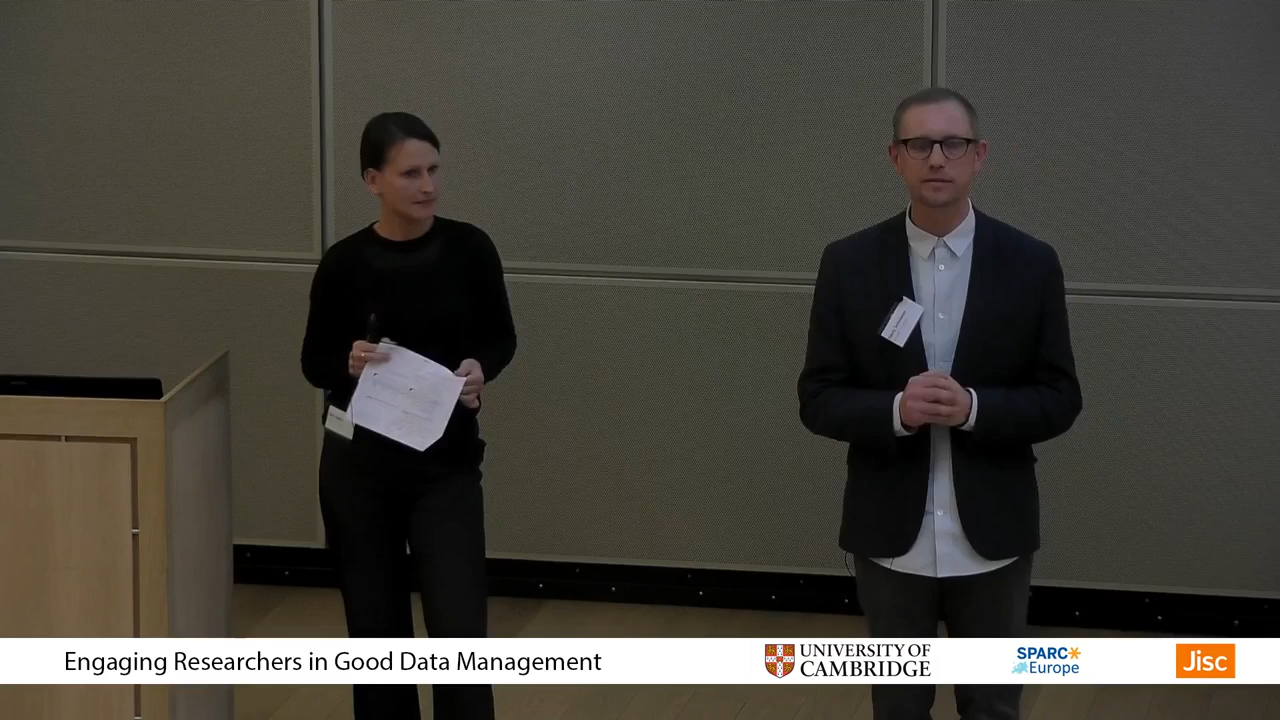 Engaging Researchers in Good Data Management
UNIVERSITY OF
CAMBRIDGE
SPARC
Europe
Jisc